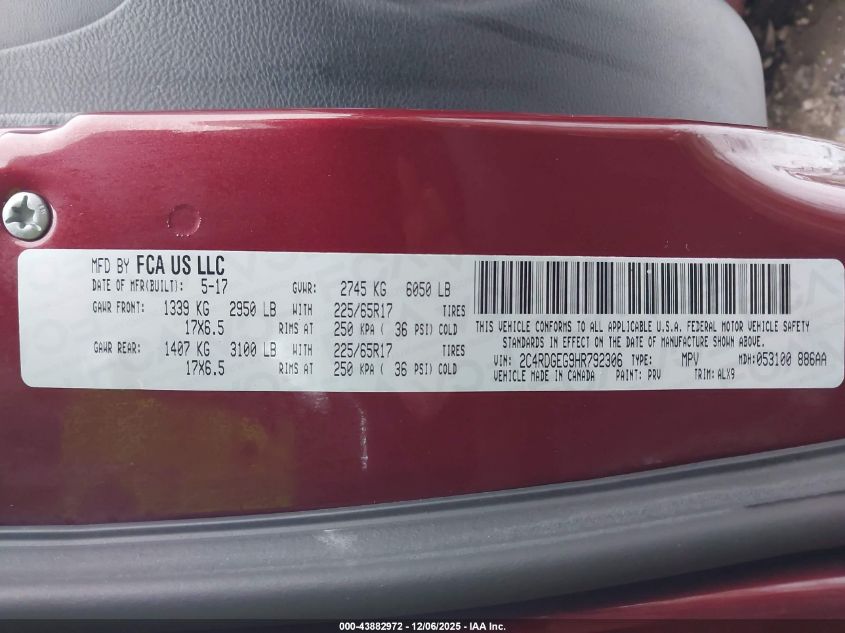 MFD BY FCA US LLC
DATE OF MFR(BUILT): 5-17 GVWR: 2745 KG 6050 LB
GAWR FRONT: 1339 KG 2950 LB WITH 225/65R17 TIRES
17X6.5 RIMS AT 250 KPA ( 36 PSI) COLD
GAWR REAR: 1407 KG 3100 LB WITH 225/65R17 TIRES
17X6.5 RIMS AT 250 KPA ( 36 PSI) COLD
THIS VEHICLE CONFORMS TO ALL APPLICABLE U.S.A. FEDERAL MOTOR VEHICLE SAFETY
STANDARDS IN EFFECT ON THE DATE OF MANUFACTURE SHOWN ABOVE.
VIN: 2C4RDGEG9HR792306 TYPE: MPV MDH:053100 886AA
VEHICLE MADE IN CANADA PAINT: PRV TRIM: ALX9
000-43882972 - 12/06/2025 - IAA Inc.